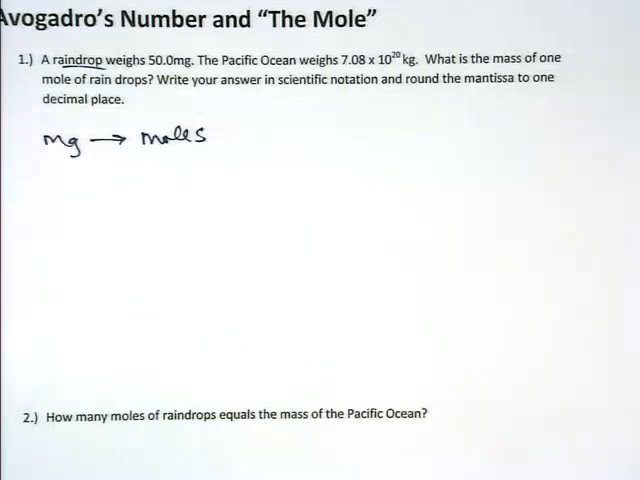 Avogadro's Number and “The Mole”
1.) A raindrop weighs 50.0mg. The Pacific Ocean weighs 7.08 x 10²⁰ kg. What is the mass of one
mole of rain drops? Write your answer in scientific notation and round the mantissa to one
decimal place.
mg → moles
2.) How many moles of raindrops equals the mass of the Pacific Ocean?